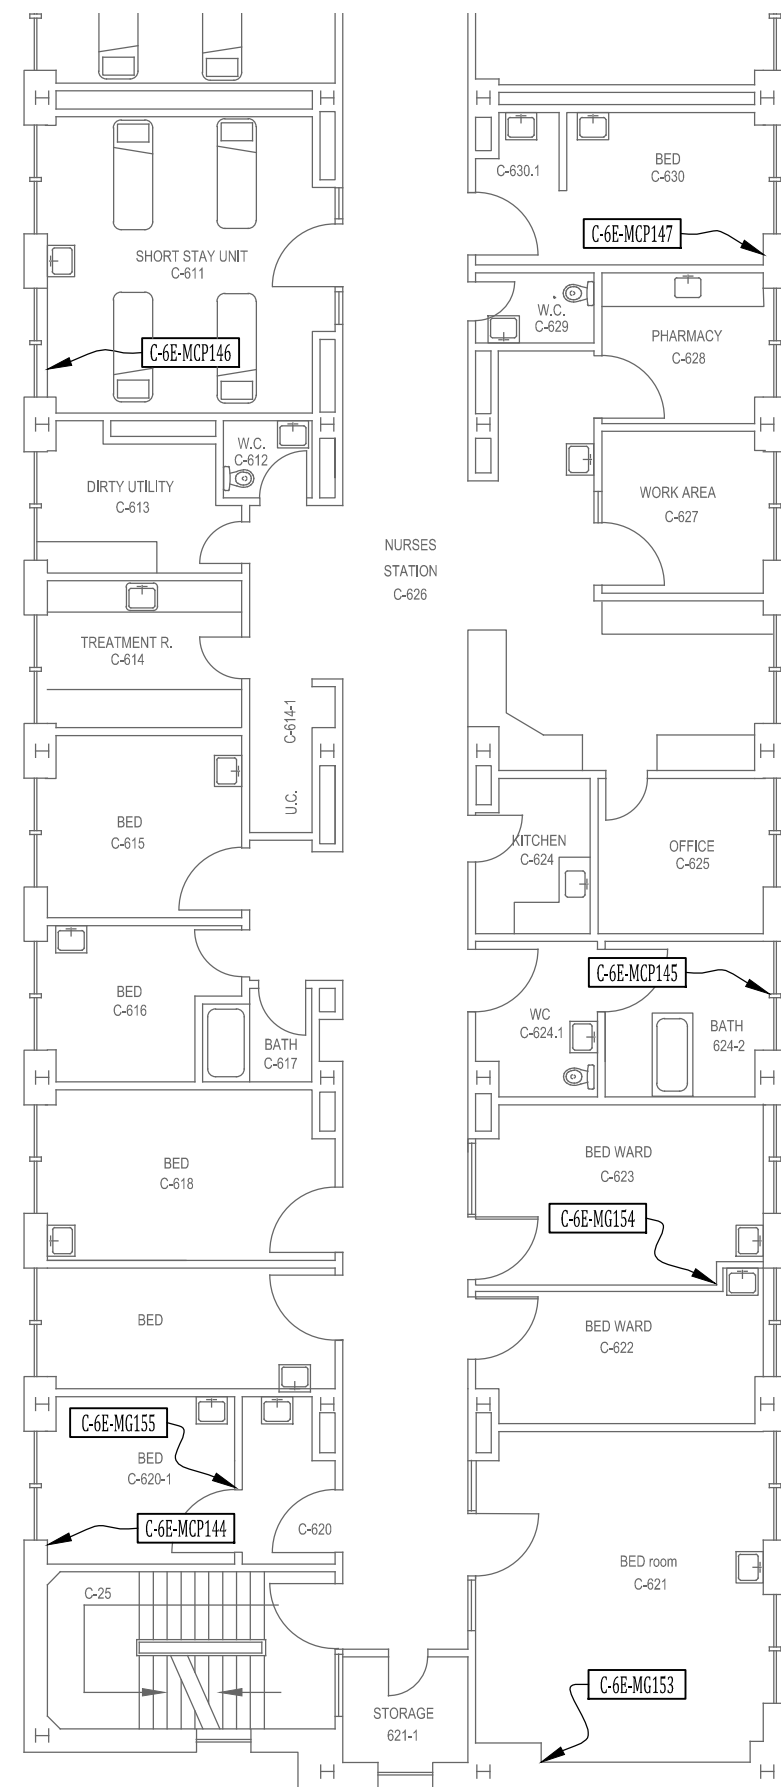 C-630.1
BED
C-630
C-6E-MCP147
SHORT STAY UNIT
C-611
W.C.
C-629
PHARMACY
C-628
C-6E-MCP146
W.C.
C-612
DIRTY UTILITY
C-613
WORK AREA
C-627
NURSES
STATION
C-626
TREATMENT R.
C-614
U.C. C-614-1
BED
C-615
KITCHEN
C-624
OFFICE
C-625
C-6E-MCP145
BED
C-616
BATH
C-617
WC
C-624.1
BATH
624-2
BED
C-618
BED WARD
C-623
C-6E-MG154
BED
BED WARD
C-622
C-6E-MG155
BED
C-620-1
C-6E-MCP144
C-620
BED room
C-621
C-25
C-6E-MG153
STORAGE
621-1